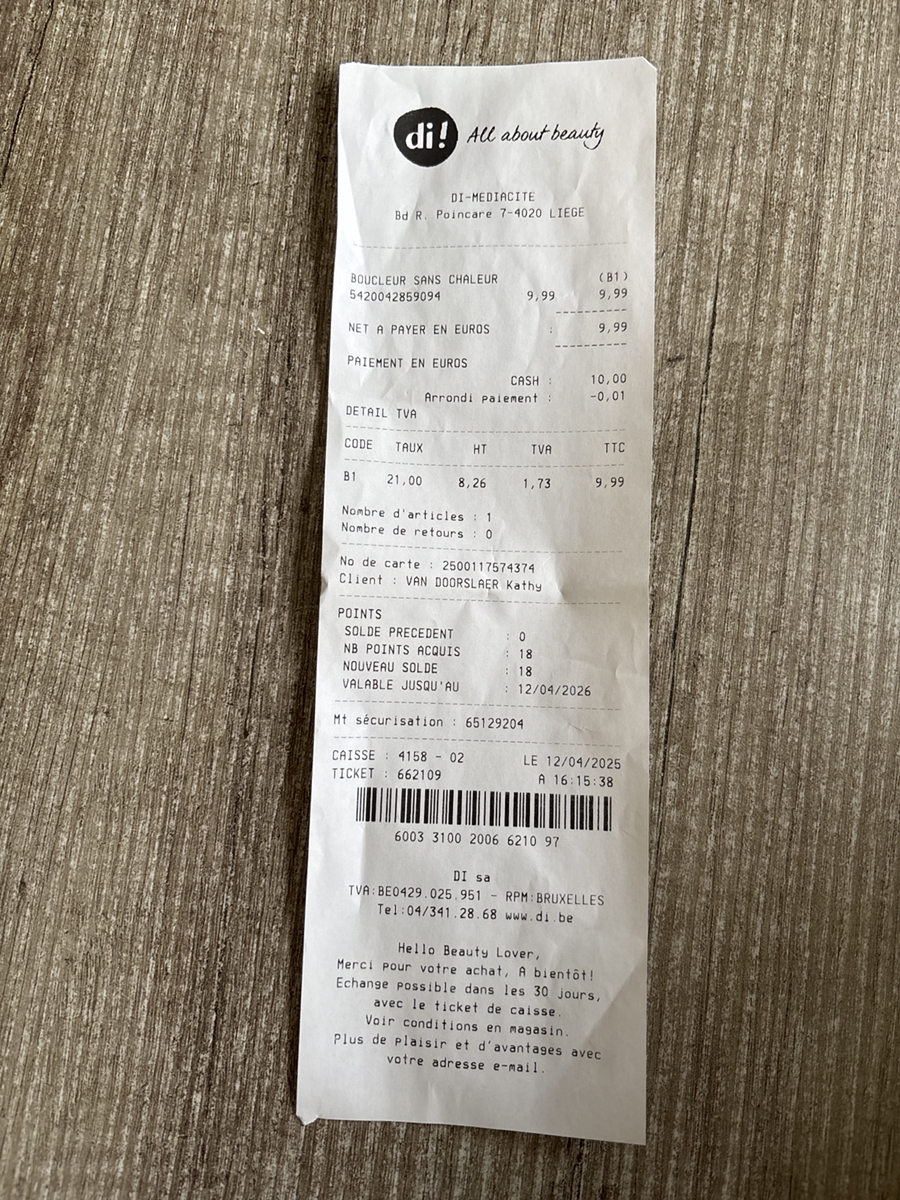 di! All about beauty
DI-MEDIACITE
Bd R. Poincare 7-4020 LIEGE
BOUCLEUR SANS CHALEUR (B1)
5420042859094 9,99 9,99
NET A PAYER EN EUROS : 9,99
PAIEMENT EN EUROS
CASH : 10,00
Arrondi paiement : -0,01
DETAIL TVA
CODE TAUX HT TVA TTC
B1 21,00 8,26 1,73 9,99
Nombre d'articles : 1
Nombre de retours : 0
No de carte : 2500117574374
Client : VAN DOORSLAER Kathy
POINTS
SOLDE PRECEDENT : 0
NB POINTS ACQUIS : 18
NOUVEAU SOLDE : 18
VALABLE JUSQU'AU : 12/04/2026
Mt sécurisation : 65129204
CAISSE : 4158 - 02 LE 12/04/2025
TICKET : 662109 A 16:15:38
6003 3100 2006 6210 97
DI sa
TVA:BE0429.025.951 - RPM:BRUXELLES
Tel:04/341.28.68 www.di.be
Hello Beauty Lover,
Merci pour votre achat, A bientôt!
Echange possible dans les 30 jours,
avec le ticket de caisse.
Voir conditions en magasin.
Plus de plaisir et d'avantages avec
votre adresse e-mail.